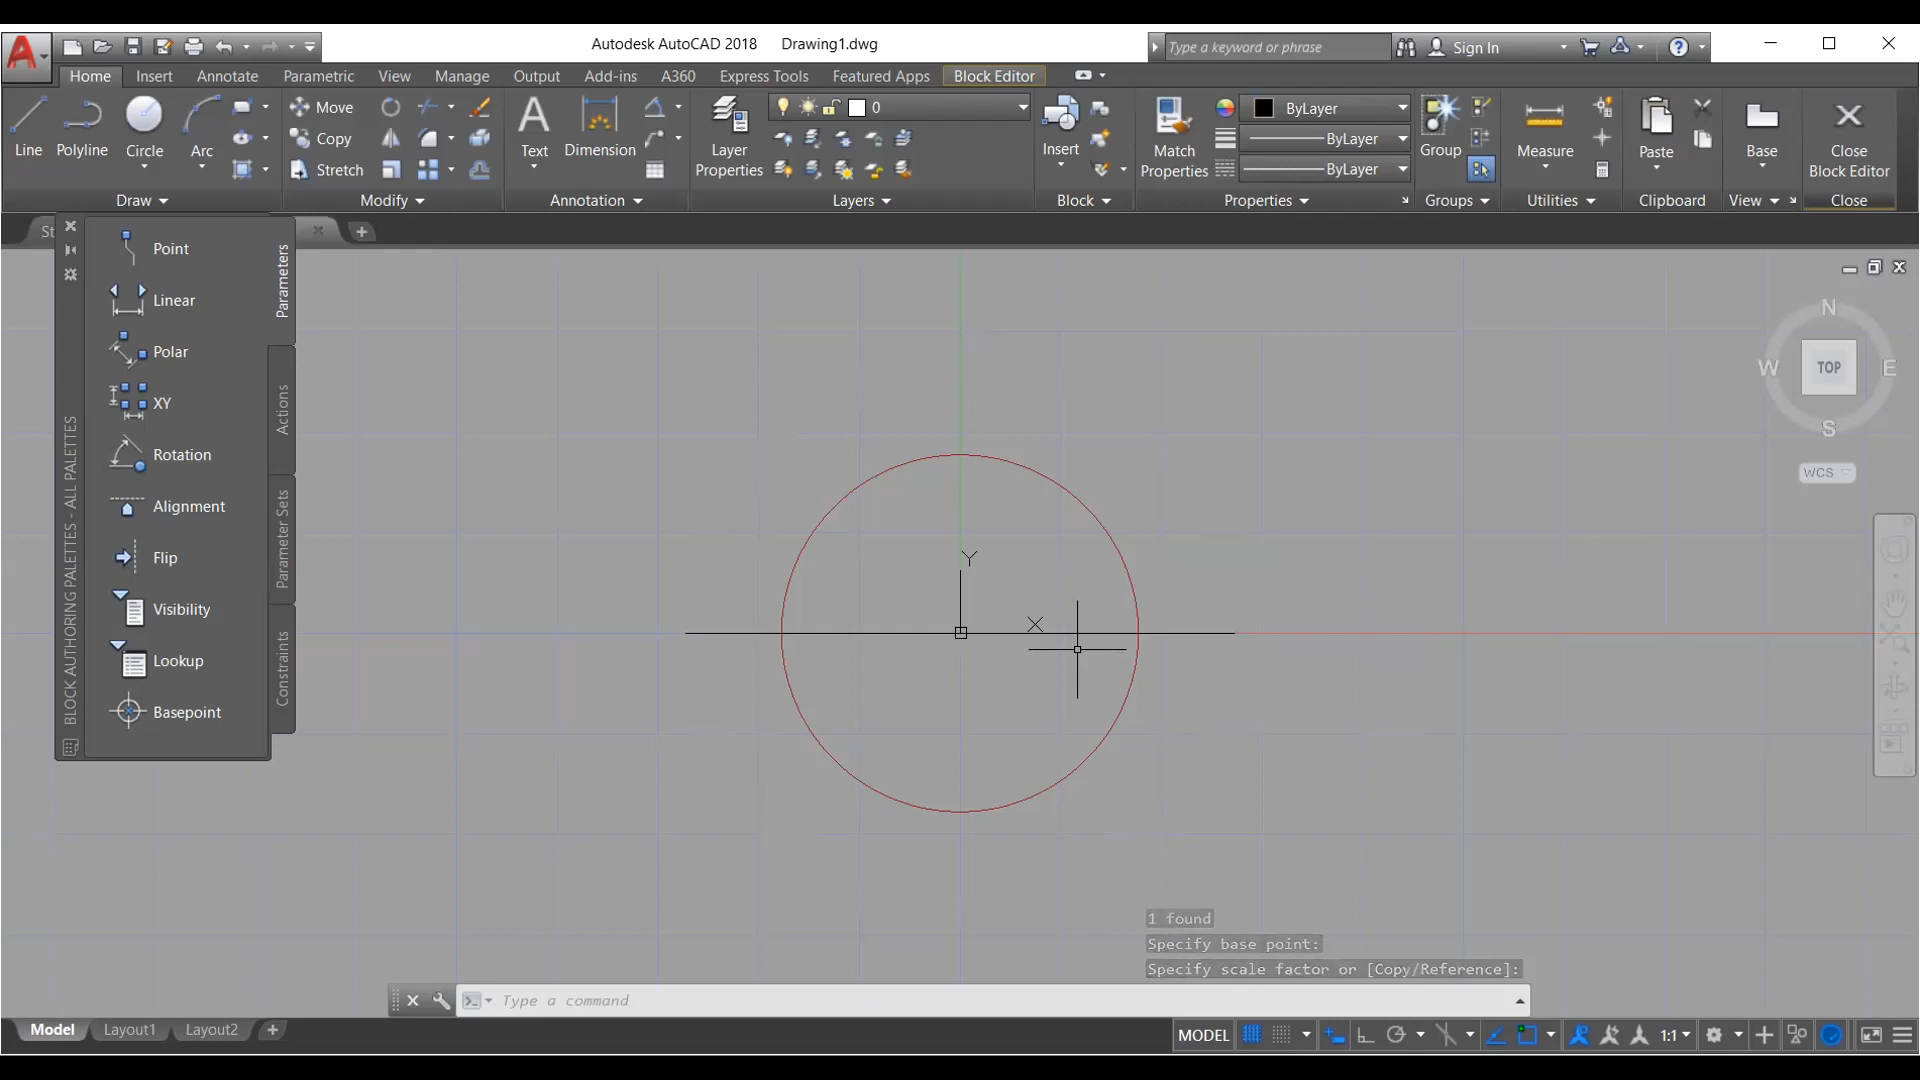 Autodesk AutoCAD 2018 Drawing1.dwg
Type a keyword or phrase
Sign In
Home Insert Annotate Parametric View Manage Output Add-ins A360 Express Tools Featured Apps Block Editor
Line
Polyline
Circle
Arc
Draw
Move
Copy
Stretch
Modify
Text
Dimension
Annotation
Layer
Properties
0
Layers
Insert
Block
Match
Properties
ByLayer
ByLayer
ByLayer
Properties
Group
Groups
Measure
Utilities
Paste
Clipboard
Base
View
Close
Block Editor
Close
St
BLOCK AUTHORING PALETTES - ALL PALETTES
Point
Linear
Polar
XY
Rotation
Alignment
Flip
Visibility
Lookup
Basepoint
Parameters
Actions
Parameter Sets
Constraints
Y
X
N
W
TOP
E
S
WCS
1 found
Specify base point:
Specify scale factor or [Copy/Reference]:
Type a command
Model Layout1 Layout2
MODEL
1:1